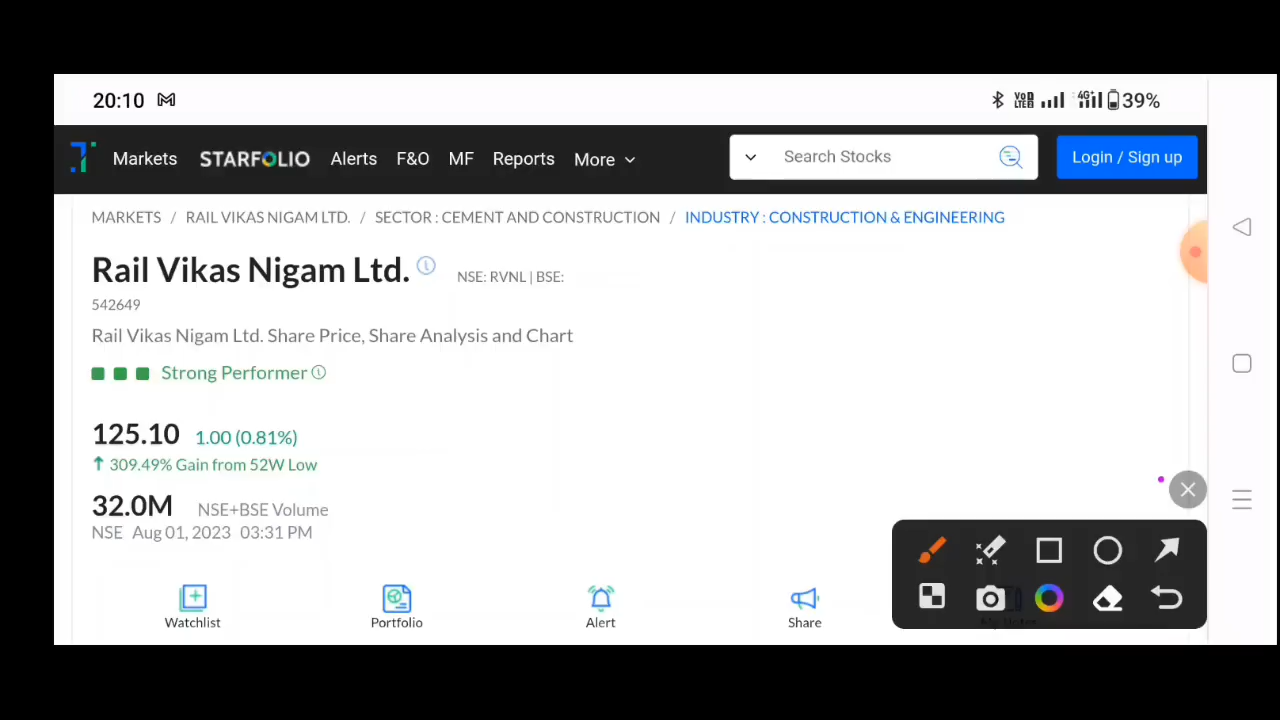 20:10 VoD LTE2 4G+ 39%
Markets STARFOLIO Alerts F&O MF Reports More Search Stocks Login / Sign up
MARKETS / RAIL VIKAS NIGAM LTD. / SECTOR : CEMENT AND CONSTRUCTION / INDUSTRY : CONSTRUCTION & ENGINEERING
Rail Vikas Nigam Ltd. NSE: RVNL | BSE:
542649
Rail Vikas Nigam Ltd. Share Price, Share Analysis and Chart
Strong Performer
125.10 1.00 (0.81%)
309.49% Gain from 52W Low
32.0M NSE+BSE Volume
NSE Aug 01, 2023 03:31 PM
Watchlist Portfolio Alert Share